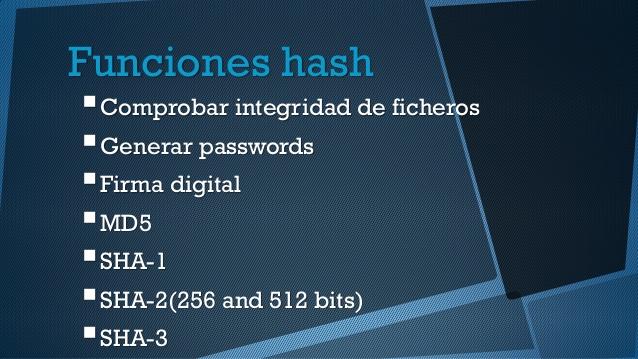 Funciones hash
Comprobar integridad de ficheros
Generar passwords
Firma digital
MD5
SHA-1
SHA-2(256 and 512 bits)
SHA-3